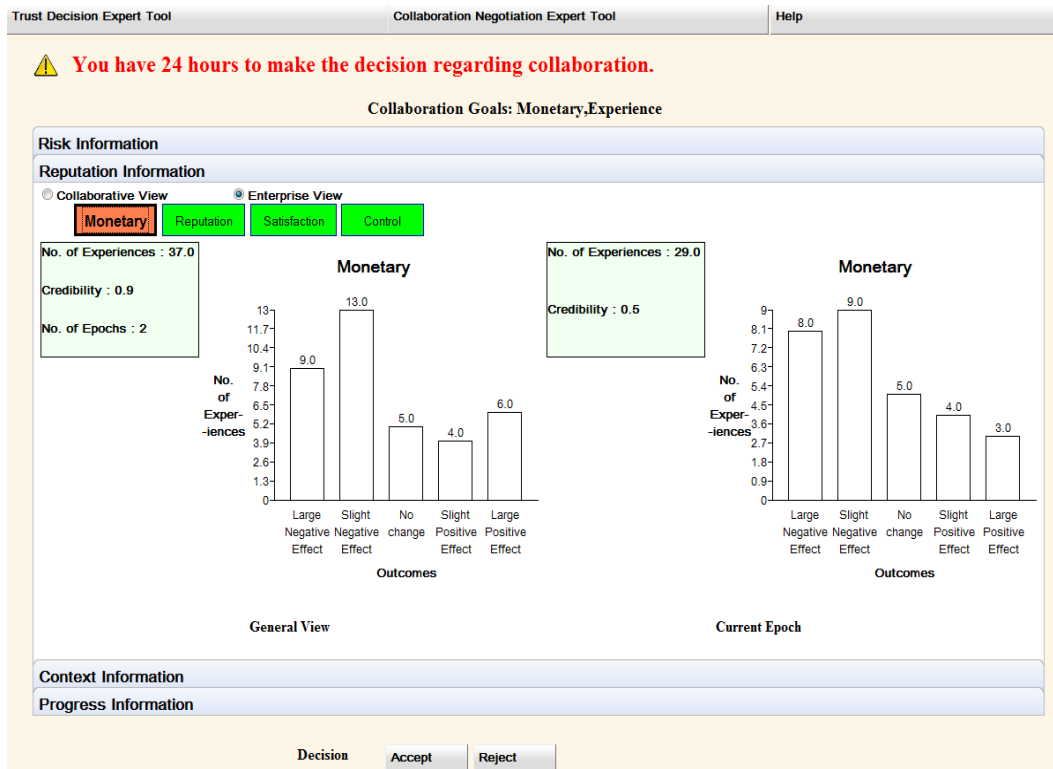 Trust Decision Expert Tool
Collaboration Negotiation Expert Tool
Help
You have 24 hours to make the decision regarding collaboration.
Collaboration Goals: Monetary,Experience
Risk Information
Reputation Information
Collaborative View
Enterprise View
Monetary
Reputation
Satisfaction
Control
No. of Experiences : 37.0
Credibility : 0.9
No. of Epochs : 2
Monetary
No.
of
Exper-
-iences
13
11.7
10.4
9.1
7.8
6.5
5.2
3.9
2.6
1.3
0
9.0
13.0
5.0
4.0
6.0
Large
Negative
Effect
Slight
Negative
Effect
No
change
Slight
Positive
Effect
Large
Positive
Effect
Outcomes
General View
No. of Experiences : 29.0
Credibility : 0.5
Monetary
No.
of
Exper-
-iences
9
8.1
7.2
6.3
5.4
4.5
3.6
2.7
1.8
0.9
0
8.0
9.0
5.0
4.0
3.0
Large
Negative
Effect
Slight
Negative
Effect
No
change
Slight
Positive
Effect
Large
Positive
Effect
Outcomes
Current Epoch
Context Information
Progress Information
Decision
Accept
Reject